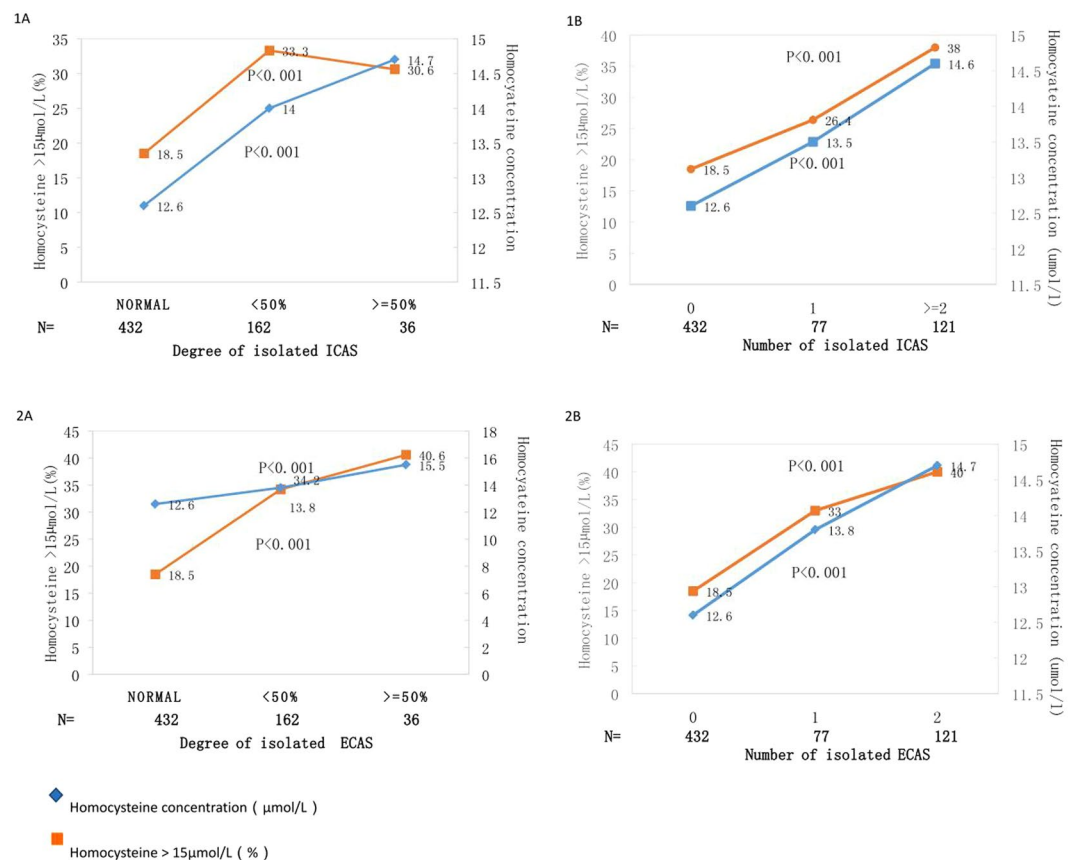 1A
35
30
25
20
15
10
5
0
Homocysteine >15μmol/L(%)
15
14.5
14
13.5
13
12.5
12
11.5
Homocyateine concentration
33.3
14.7
30.6
P<0.001
14
P<0.001
18.5
12.6
NORMAL <50% >=50%
N= 432 162 36
Degree of isolated ICAS
1B
40
35
30
25
20
15
10
5
0
Homocysteine >15μmol/L(%)
15
14.5
14
13.5
13
12.5
12
11.5
Homocyateine concentration (umol/l)
38
P<0.001
14.6
26.4
13.5
P<0.001
18.5
12.6
0 1 >=2
N= 432 77 121
Number of isolated ICAS
2A
45
40
35
30
25
20
15
10
5
0
Homocysteine >15μmol/L(%)
18
16
14
12
10
8
6
4
2
0
Homocyateine concentration
40.6
15.5
P<0.001
34.2
12.6
13.8
P<0.001
18.5
NORMAL <50% >=50%
N= 432 162 36
Degree of isolated ECAS
2B
45
40
35
30
25
20
15
10
5
0
Homocysteine >15μmol/L(%)
15
14.5
14
13.5
13
12.5
12
11.5
Homocyateine concentration (umol/l)
P<0.001
14.7
40
33
13.8
P<0.001
18.5
12.6
0 1 2
N= 432 77 121
Number of isolated ECAS
Homocysteine concentration ( μmol/L )
Homocysteine > 15μmol/L ( % )